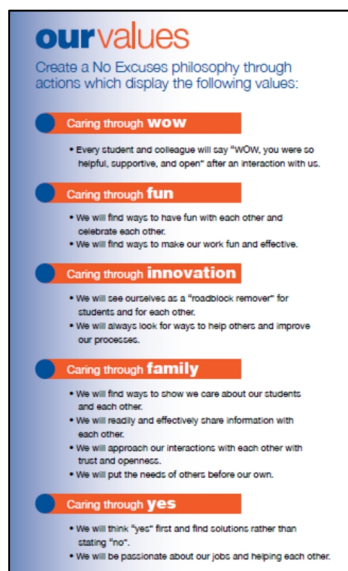 our values
Create a No Excuses philosophy through
actions which display the following values:
Caring through wow
• Every student and colleague will say "WOW, you were so
helpful, supportive, and open" after an interaction with us.
Caring through fun
• We will find ways to have fun with each other and
celebrate each other.
• We will find ways to make our work fun and effective.
Caring through innovation
• We will see ourselves as a "roadblock remover" for
students and for each other.
• We will always look for ways to help others and improve
our processes.
Caring through family
• We will find ways to show we care about our students
and each other.
• We will readily and effectively share information with
each other.
• We will approach our interactions with each other with
trust and openness.
• We will put the needs of others before our own.
Caring through yes
• We will think "yes" first and find solutions rather than
stating "no".
• We will be passionate about our jobs and helping each other.